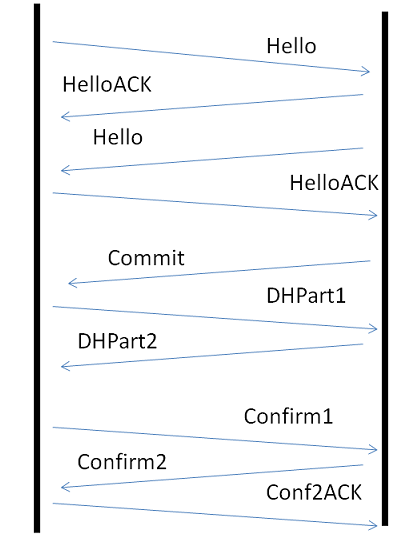 Hello
HelloACK
Hello
HelloACK
Commit
DHPart1
DHPart2
Confirm1
Confirm2
Conf2ACK